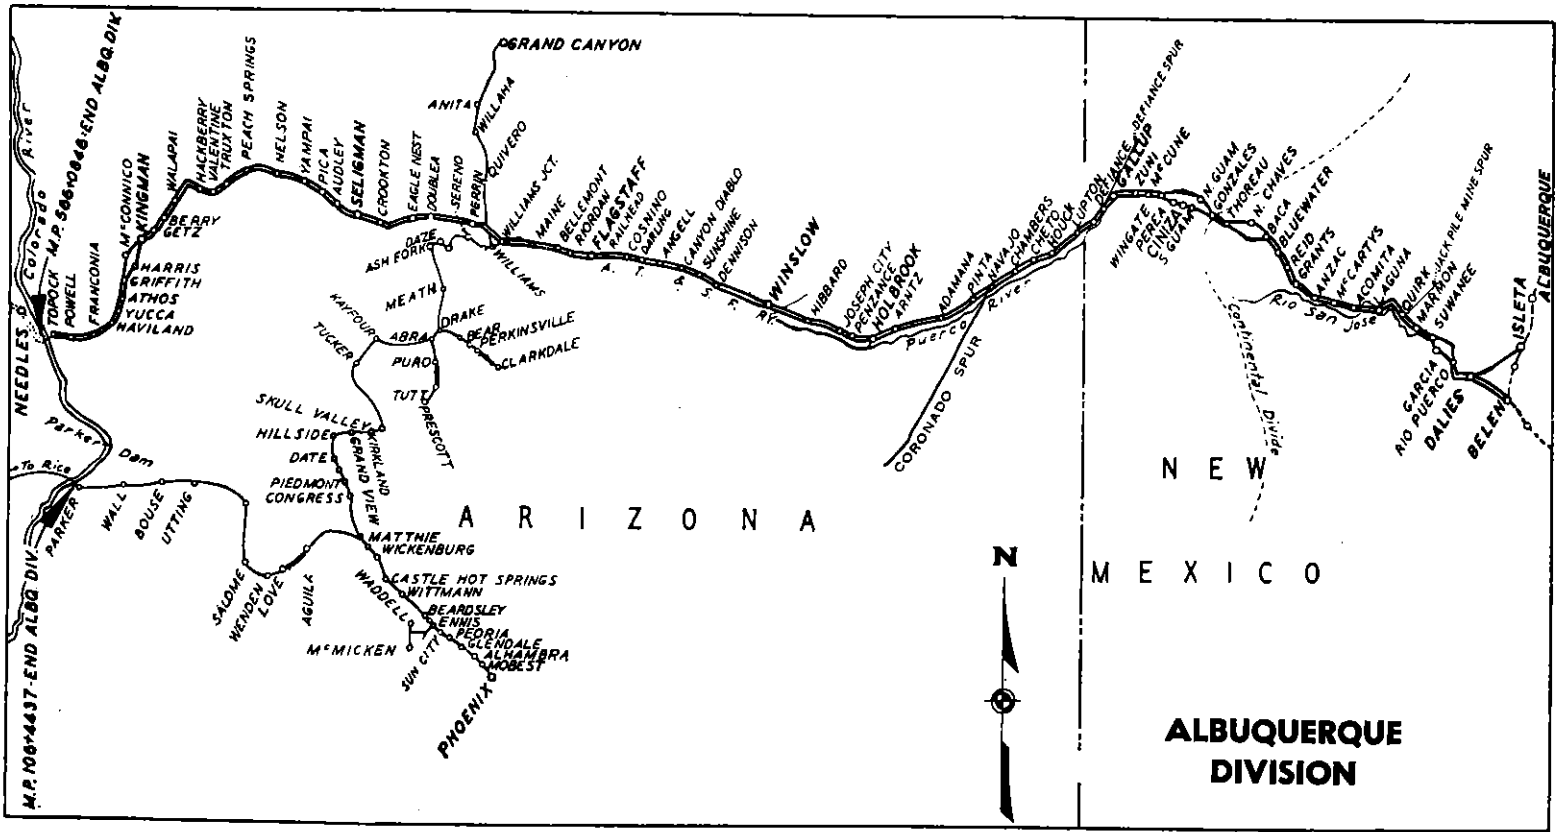 GRAND CANYON
ANITA
WILLAHA
QUIVERO
Colorado River
M.P. 586+0846-END ALBQ. DIV.
NEEDLES
TOPOCK
POWELL
FRANCONIA
McCONNICO
KINGMAN
HARRIS
GRIFFITH
ATHOS
YUCCA
HAVILAND
BERRY
GETZ
WALAPAI
HACKBERRY
VALENTINE
TRUXTON
PEACH SPRINGS
NELSON
YAMPAI
PICA
AUDLEY
SELIGMAN
CROOKTON
EAGLE NEST
DOUBLEA
SERENO
PERRIN
WILLIAMS JCT.
MAINE
BELLEMONT
RIORDAN
FLAGSTAFF
RAILHEAD
COSNINO
DARLING
ANGELL
CANYON DIABLO
SUNSHINE
DENNISON
WINSLOW
A. T. & S. F. RY.
HIBBARD
JOSEPH CITY
PENZANCE
HOLBROOK
ARNTZ
ADAMANA
PINTA
NAVAJO
CHAMBERS
CHETO
HOUCK
LUPTON
DEFIANCE
DEFIANCE SPUR
GALLUP
ZUNI
McCUNE
WINGATE
PEREA
CINIZA
S GUAM
N. GUAM
GONZALES
THOREAU
N. CHAVES
BACA
BLUEWATER
REID
GRANTS
ANZAC
McCARTYS
ACOMITA
LAGUNA
QUIRK
JACK PILE MINE SPUR
MARMON
SUWANEE
GARCIA
RIO PUERCO
DALIES
BELEN
ISLETA
ALBUQUERQUE
Puerco River
CORONADO SPUR
Rio San Jose
Continental Divide
DAZE
ASH FORK
WILLIAMS
MEATH
DRAKE
KAYFOUR
TUCKER
ABRA
BEAR
PERKINSVILLE
CLARKDALE
PURO
TUTT
PRESCOTT
SKULL VALLEY
HILLSIDE
KIRKLAND
GRAND VIEW
DATE
PIEDMONT
CONGRESS
Parker Dam
To Rice
PARKER
WALL
BOUSE
UTTING
SALOME
WENDEN
LOVE
AGUILA
MATTHIE
WICKENBURG
CASTLE HOT SPRINGS
WITTMANN
WADDELL
BEARDSLEY
ENNIS
McMICKEN
SUN CITY
PEORIA
GLENDALE
ALHAMBRA
MOBEST
PHOENIX
M.P. 106+4437-END ALBQ. DIV.
ARIZONA
NEW
MEXICO
N
ALBUQUERQUE
DIVISION